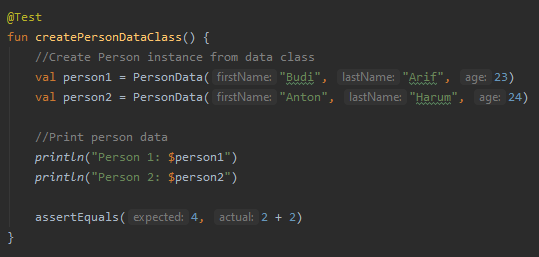 @Test
fun createPersonDataClass() {
//Create Person instance from data class
val person1 = PersonData( firstName: "Budi", lastName: "Arif", age: 23)
val person2 = PersonData( firstName: "Anton", lastName: "Harum", age: 24)
//Print person data
println("Person 1: $person1")
println("Person 2: $person2")
assertEquals( expected: 4, actual: 2 + 2)
}